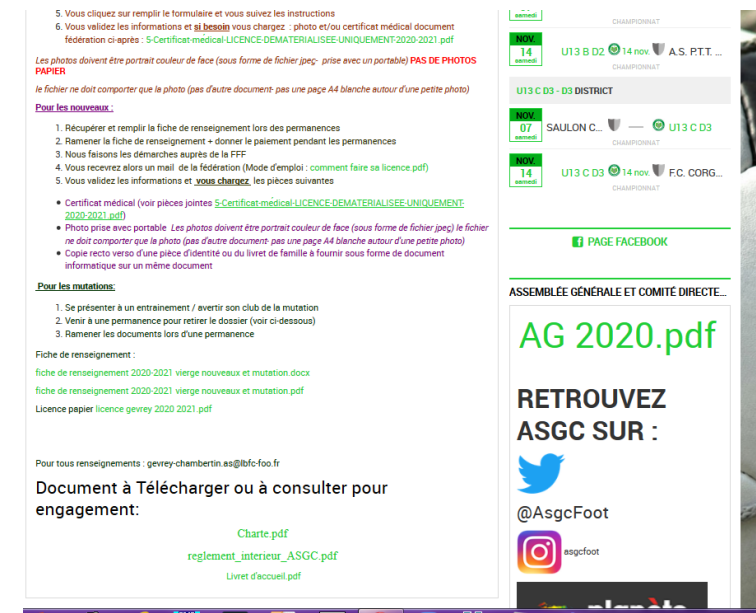 5. Vous cliquez sur remplir le formulaire et vous suivez les instructions
6. Vous validez les informations et si besoin vous chargez : photo et/ou certificat médical document
fédération ci-après : 5-Certificat-médical-LICENCE-DEMATERIALISEE-UNIQUEMENT-2020-2021.pdf
Les photos doivent être portrait couleur de face (sous forme de fichier jpeg- prise avec un portable) PAS DE PHOTOS
PAPIER
le fichier ne doit comporter que la photo (pas d'autre document- pas une page A4 blanche autour d'une petite photo)
Pour les nouveaux :
1. Récupérer et remplir la fiche de renseignement lors des permanences
2. Ramener la fiche de renseignement + donner le paiement pendant les permanences
3. Nous faisons les démarches auprès de la FFF
4. Vous recevrez alors un mail de la fédération (Mode d'emploi : comment faire sa licence.pdf)
5. Vous validez les informations et vous chargez les pièces suivantes
Certificat médical (voir pièces jointes 5-Certificat-médical-LICENCE-DEMATERIALISEE-UNIQUEMENT-
2020-2021.pdf)
Photo prise avec portable Les photos doivent être portrait couleur de face (sous forme de fichier jpeg) le fichier
ne doit comporter que la photo (pas d'autre document- pas une page A4 blanche autour d'une petite photo)
Copie recto verso d'une pièce d'identité ou du livret de famille à fournir sous forme de document
informatique sur un même document
Pour les mutations:
1. Se présenter à un entrainement / avertir son club de la mutation
2. Venir à une permanence pour retirer le dossier (voir ci-dessous)
3. Ramener les documents lors d'une permanence
Fiche de renseignement :
fiche de renseignement 2020-2021 vierge nouveaux et mutation.docx
fiche de renseignement 2020-2021 vierge nouveaux et mutation.pdf
Licence papier licence gevrey 2020 2021.pdf
Pour tous renseignements : gevrey-chambertin.as@lbfc-foo.fr
Document à Télécharger ou à consulter pour
engagement:
Charte.pdf
reglement_interieur_ASGC.pdf
Livret d'accueil.pdf
samedi
CHAMPIONNAT
NOV.
14
samedi
U13 B D2 14 nov. A.S. P.T.T. ...
CHAMPIONNAT
U13 C D3 - D3 DISTRICT
NOV.
07
samedi
SAULON C... — U13 C D3
CHAMPIONNAT
NOV.
14
samedi
U13 C D3 14 nov. F.C. CORG...
CHAMPIONNAT
PAGE FACEBOOK
ASSEMBLÉE GÉNÉRALE ET COMITÉ DIRECTE...
AG 2020.pdf
RETROUVEZ
ASGC SUR :
@AsgcFoot
asgcfoot